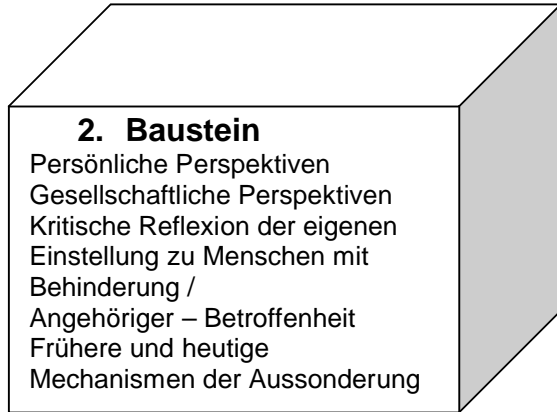 2. Baustein
Persönliche Perspektiven
Gesellschaftliche Perspektiven
Kritische Reflexion der eigenen
Einstellung zu Menschen mit
Behinderung /
Angehöriger – Betroffenheit
Frühere und heutige
Mechanismen der Aussonderung